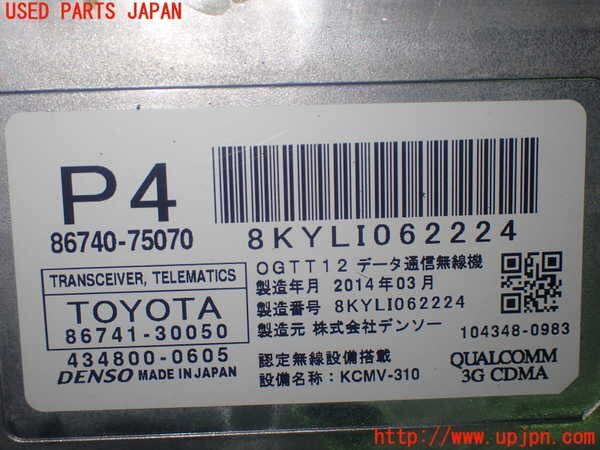 USED PARTS JAPAN
P4
86740-75070
8KYLI062224
TRANSCEIVER, TELEMATICS
TOYOTA
86741-30050
434800-0605
DENSO MADE IN JAPAN
OGTT12 データ通信無線機
製造年月 2014年03月
製造番号 8KYLI062224
製造元 株式会社デンソー
104348-0983
認定無線設備搭載
設備名称: KCMV-310
QUALCOMM
3G CDMA
http://www.upjpn.com/